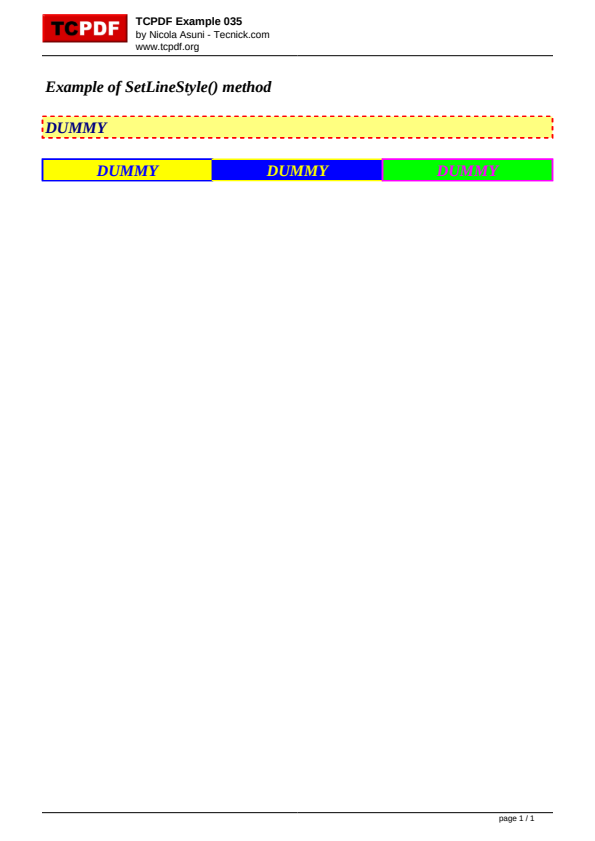 TCPDF
TCPDF Example 035
by Nicola Asuni - Tecnick.com
www.tcpdf.org
Example of SetLineStyle() method
DUMMY
DUMMY DUMMY DUMMY
page 1 / 1